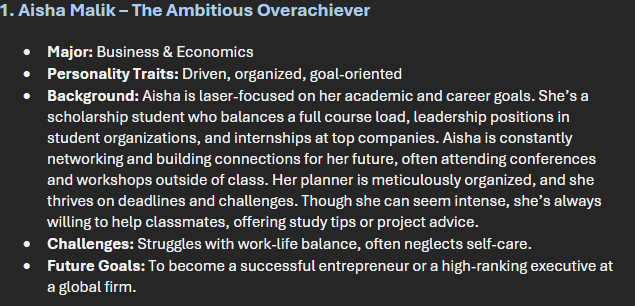 1. Aisha Malik – The Ambitious Overachiever
• Major: Business & Economics
• Personality Traits: Driven, organized, goal-oriented
• Background: Aisha is laser-focused on her academic and career goals. She’s a
scholarship student who balances a full course load, leadership positions in
student organizations, and internships at top companies. Aisha is constantly
networking and building connections for her future, often attending conferences
and workshops outside of class. Her planner is meticulously organized, and she
thrives on deadlines and challenges. Though she can seem intense, she’s always
willing to help classmates, offering study tips or project advice.
• Challenges: Struggles with work-life balance, often neglects self-care.
• Future Goals: To become a successful entrepreneur or a high-ranking executive at
a global firm.